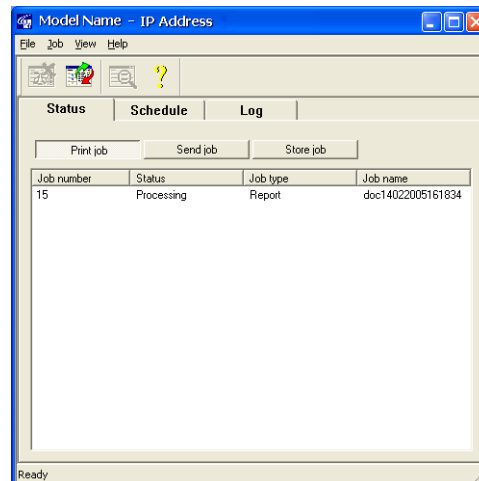 Model Name - IP Address
File Job View Help
?
Status Schedule Log
Print job Send job Store job
Job number Status Job type Job name
15 Processing Report doc14022005161834
Ready